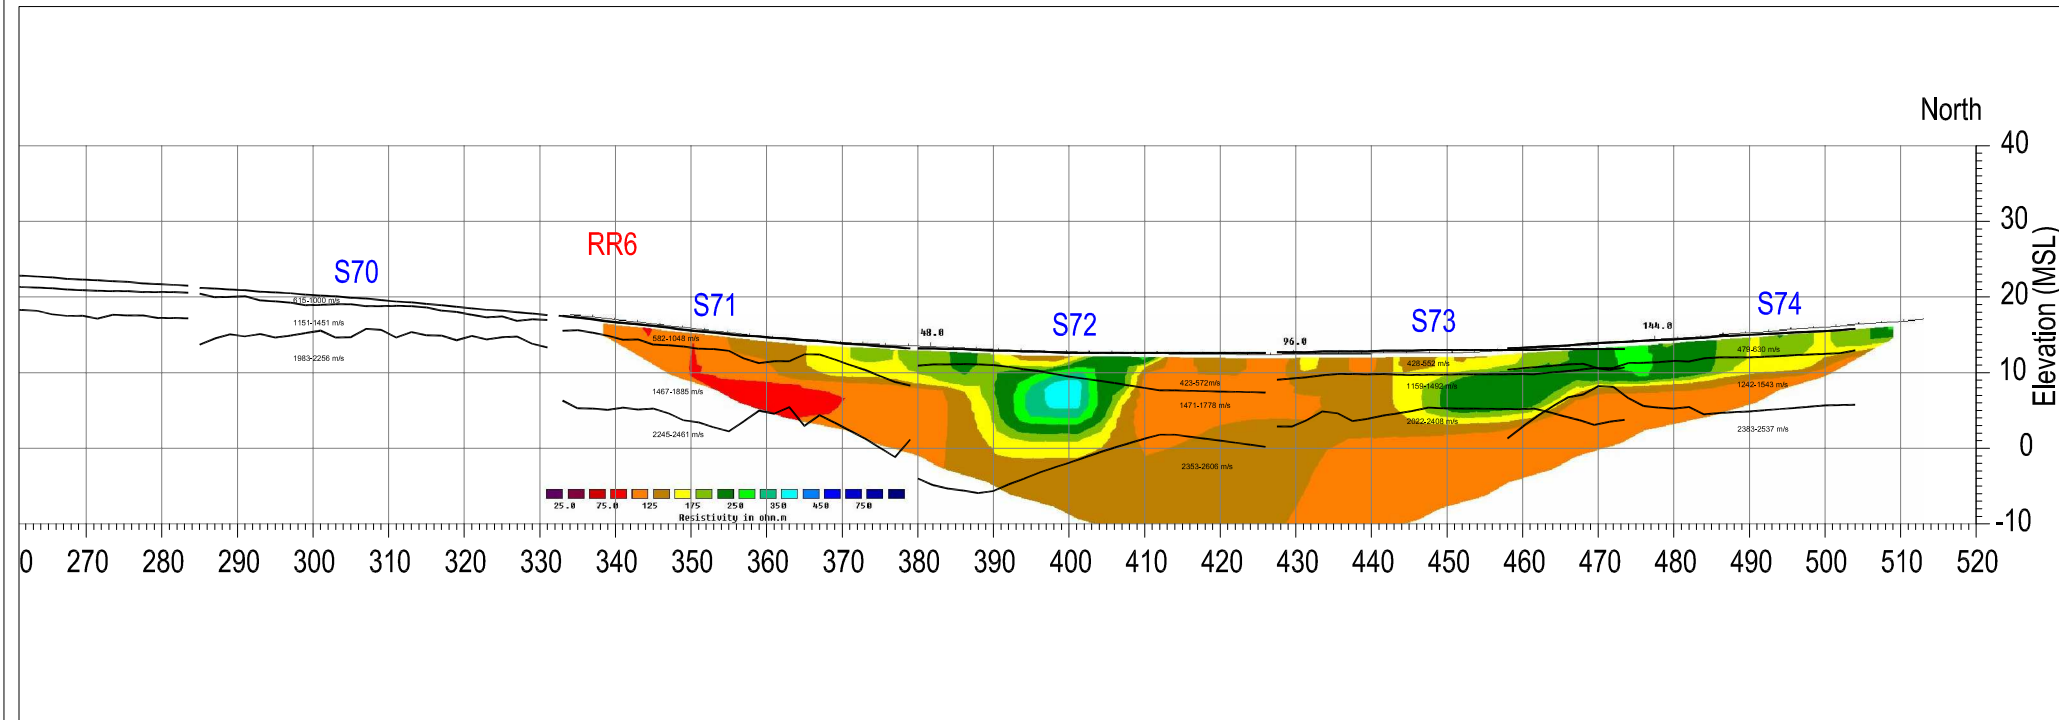 North
40
30
20
10
0
-10
Elevation (MSL)
RR6
S70
S71
S72
S73
S74
48.0
96.0
144.0
615-1000 m/s
1151-1451 m/s
1983-2256 m/s
582-1048 m/s
1467-1885 m/s
2245-2461 m/s
423-572m/s
1471-1778 m/s
2353-2606 m/s
428-552 m/s
1159-1492 m/s
2022-2408 m/s
479-630 m/s
1242-1543 m/s
2383-2537 m/s
25.0 75.0 125 175 250 350 450 750
Resistivity in ohm.m
0 270 280 290 300 310 320 330 340 350 360 370 380 390 400 410 420 430 440 450 460 470 480 490 500 510 520